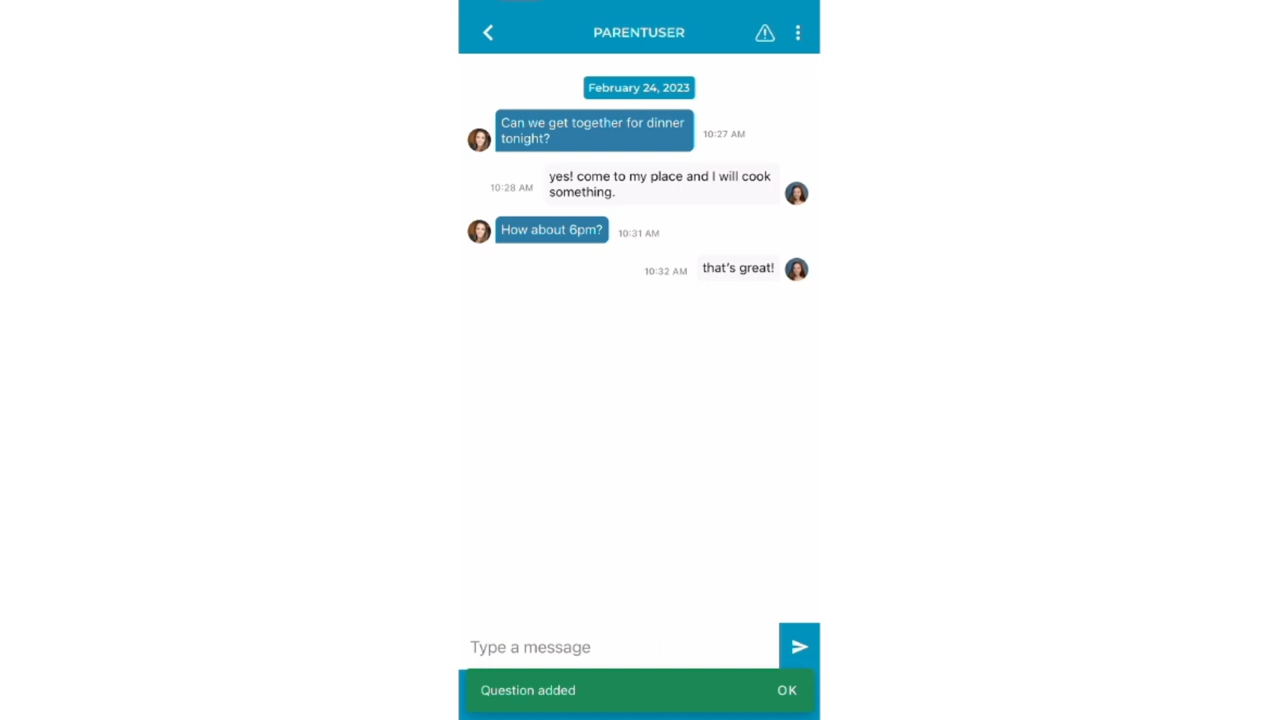 PARENTUSER
February 24, 2023
Can we get together for dinner
tonight?
10:27 AM
yes! come to my place and I will cook
something.
10:28 AM
How about 6pm?
10:31 AM
that's great!
10:32 AM
Type a message
Question added
OK